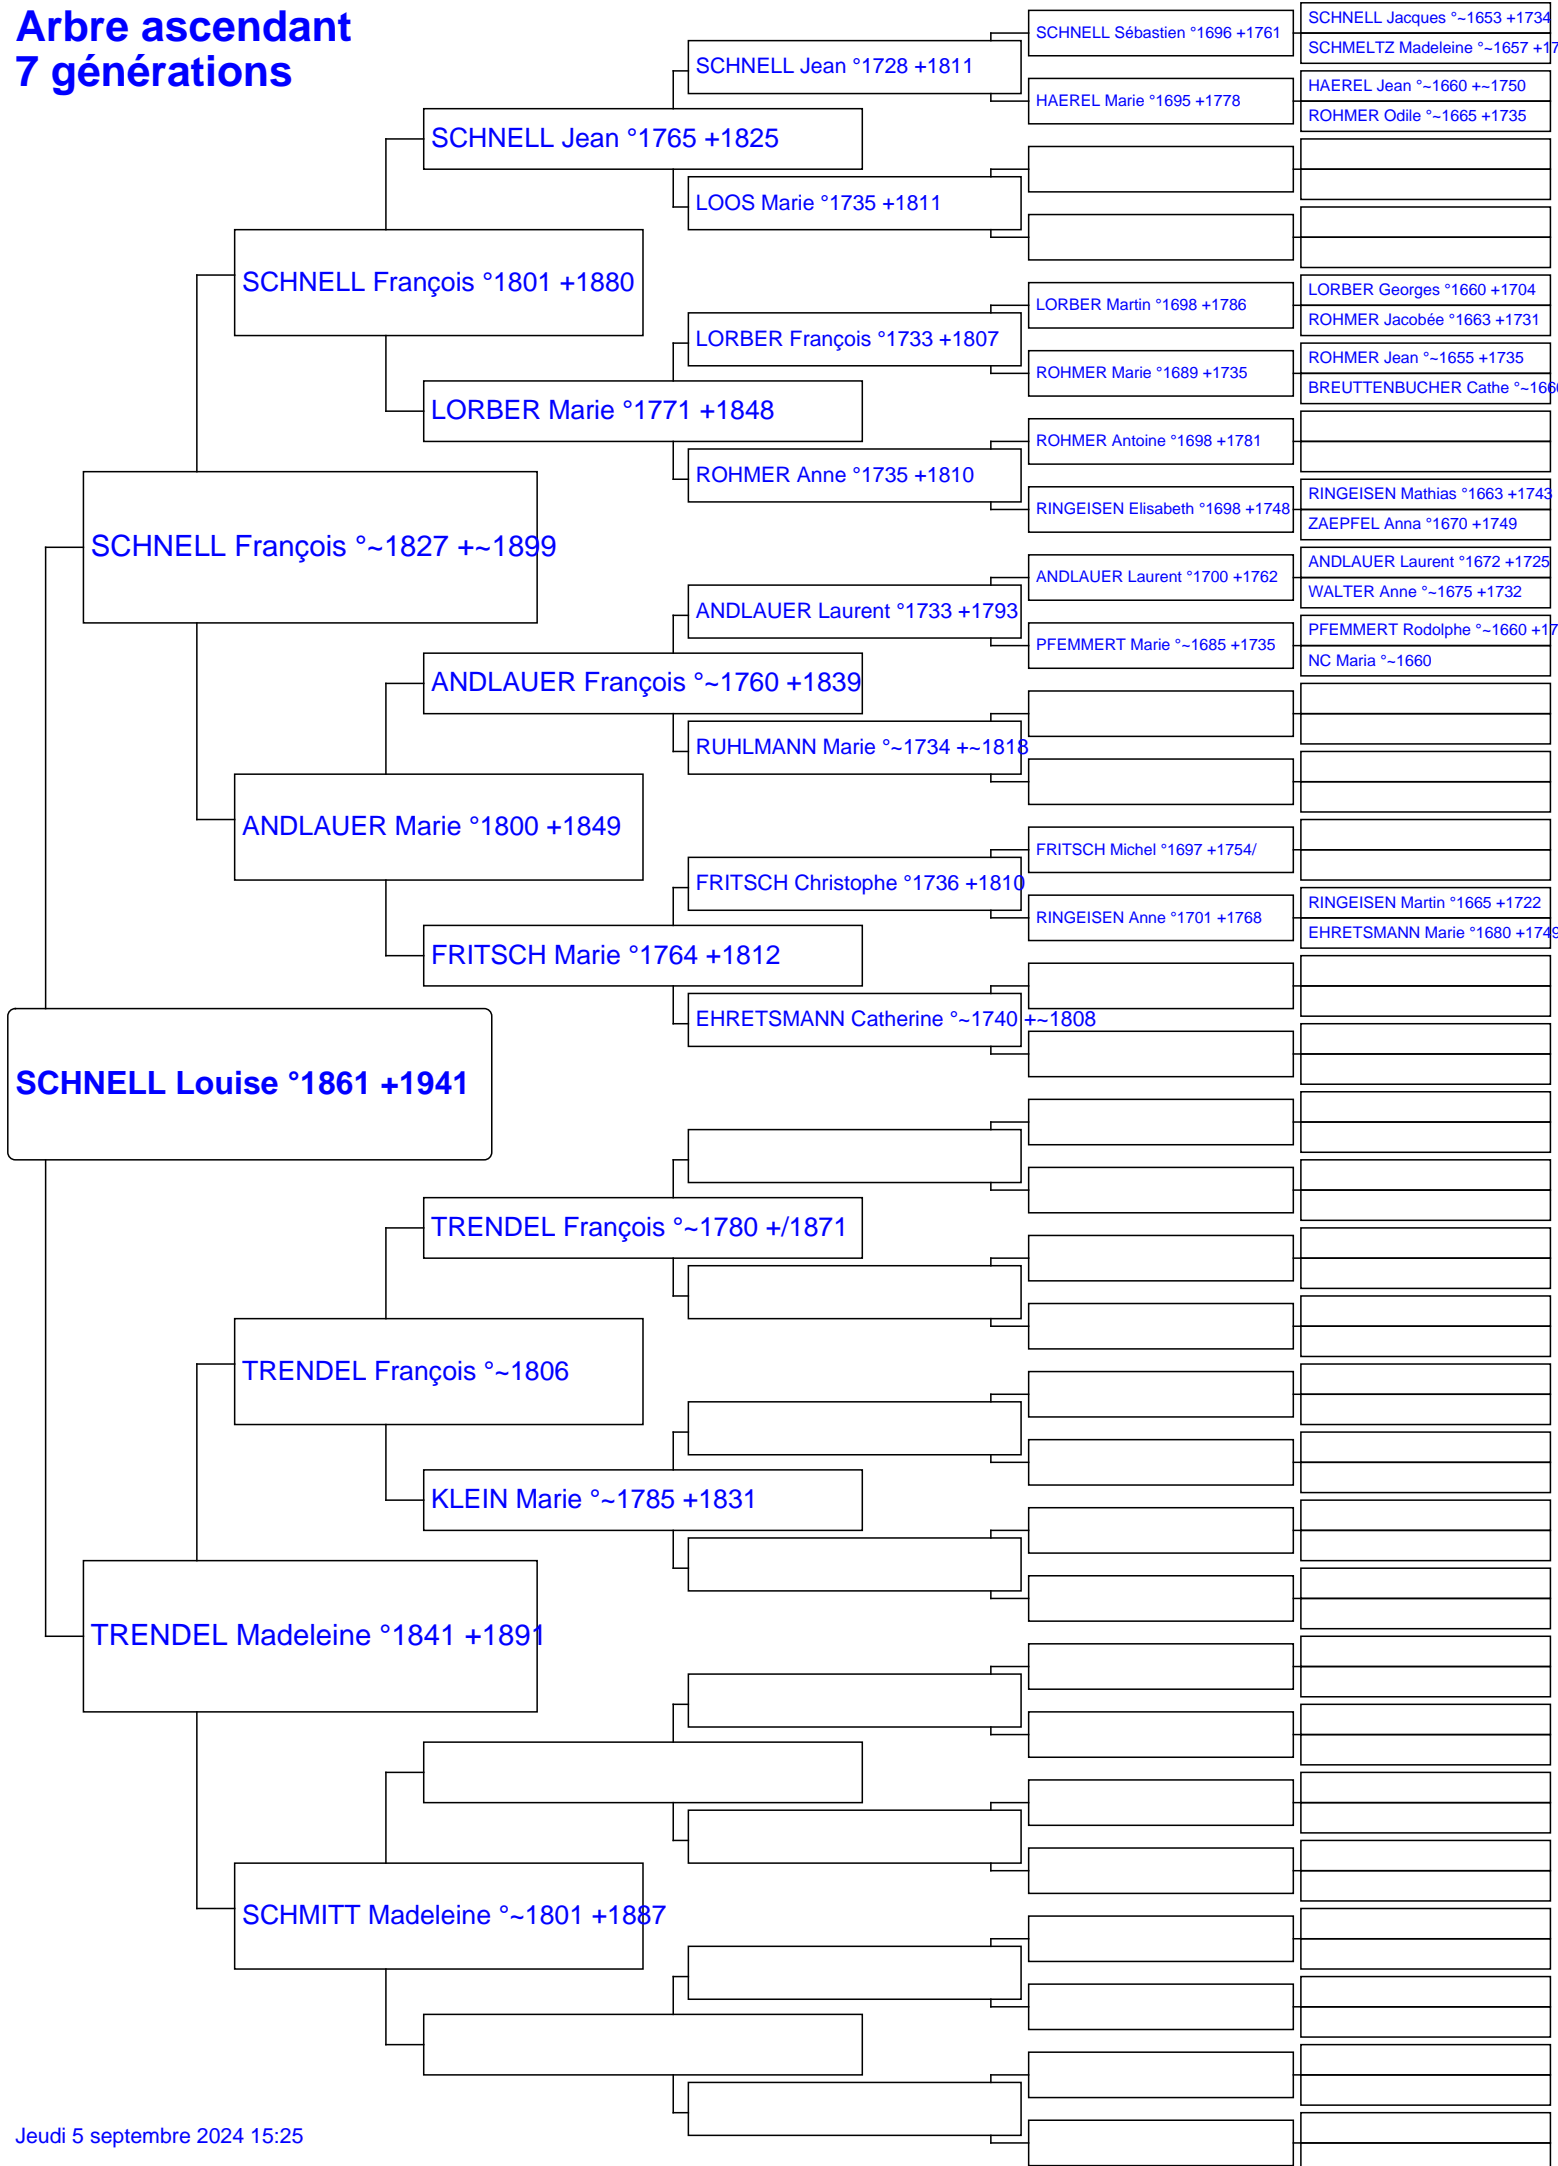 Arbre ascendant
7 générations
SCHNELL Jacques °~1653 +1734
SCHNELL Sébastien °1696 +1761
SCHMELTZ Madeleine °~1657 +17
SCHNELL Jean °1728 +1811
HAEREL Jean °~1660 +~1750
HAEREL Marie °1695 +1778
ROHMER Odile °~1665 +1735
SCHNELL Jean °1765 +1825
LOOS Marie °1735 +1811
SCHNELL François °1801 +1880
LORBER Georges °1660 +1704
LORBER Martin °1698 +1786
ROHMER Jacobée °1663 +1731
LORBER François °1733 +1807
ROHMER Jean °~1655 +1735
ROHMER Marie °1689 +1735
BREUTTENBUCHER Cathe °~1660
LORBER Marie °1771 +1848
ROHMER Antoine °1698 +1781
ROHMER Anne °1735 +1810
RINGEISEN Mathias °1663 +1743
RINGEISEN Elisabeth °1698 +1748
ZAEPFEL Anna °1670 +1749
SCHNELL François °~1827 +~1899
ANDLAUER Laurent °1672 +1725
ANDLAUER Laurent °1700 +1762
WALTER Anne °~1675 +1732
ANDLAUER Laurent °1733 +1793
PFEMMERT Rodolphe °~1660 +17
PFEMMERT Marie °~1685 +1735
NC Maria °~1660
ANDLAUER François °~1760 +1839
RUHLMANN Marie °~1734 +~1818
ANDLAUER Marie °1800 +1849
FRITSCH Michel °1697 +1754/
FRITSCH Christophe °1736 +1810
RINGEISEN Martin °1665 +1722
RINGEISEN Anne °1701 +1768
EHRETSMANN Marie °1680 +1749
FRITSCH Marie °1764 +1812
EHRETSMANN Catherine °~1740 +~1808
SCHNELL Louise °1861 +1941
TRENDEL François °~1780 +/1871
TRENDEL François °~1806
KLEIN Marie °~1785 +1831
TRENDEL Madeleine °1841 +1891
SCHMITT Madeleine °~1801 +1887
Jeudi 5 septembre 2024 15:25